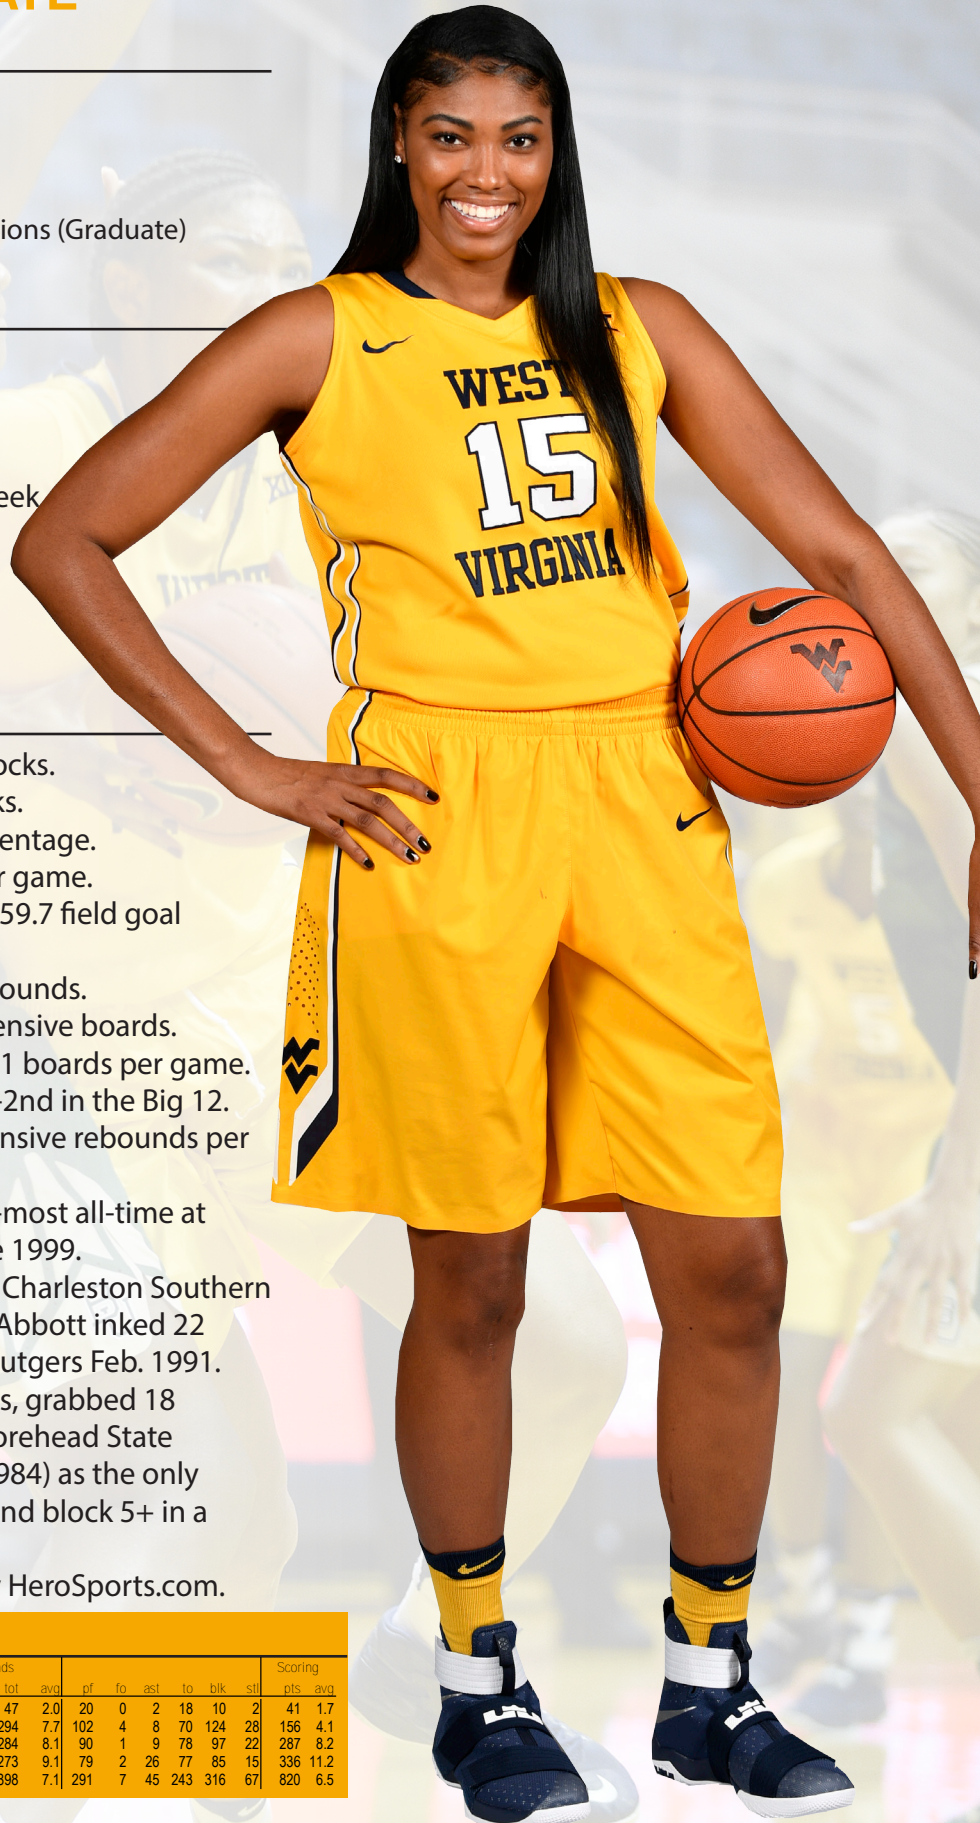 ions (Graduate)
WEST
15
VIRGINIA
eek
ocks.
ks.
entage.
r game.
59.7 field goal
ounds.
ensive boards.
1 boards per game.
-2nd in the Big 12.
nsive rebounds per
-most all-time at
e 1999.
Charleston Southern
Abbott inked 22
utgers Feb. 1991.
s, grabbed 18
orehead State
984) as the only
nd block 5+ in a
HeroSports.com.
ds Scoring
tot avg pf fo ast to blk stl pts avg
47 2.0 20 0 2 18 10 2 41 1.7
294 7.7 102 4 8 70 124 28 156 4.1
284 8.1 90 1 9 78 97 22 287 8.2
273 9.1 79 2 26 77 85 15 336 11.2
898 7.1 291 7 45 243 316 67 820 6.5